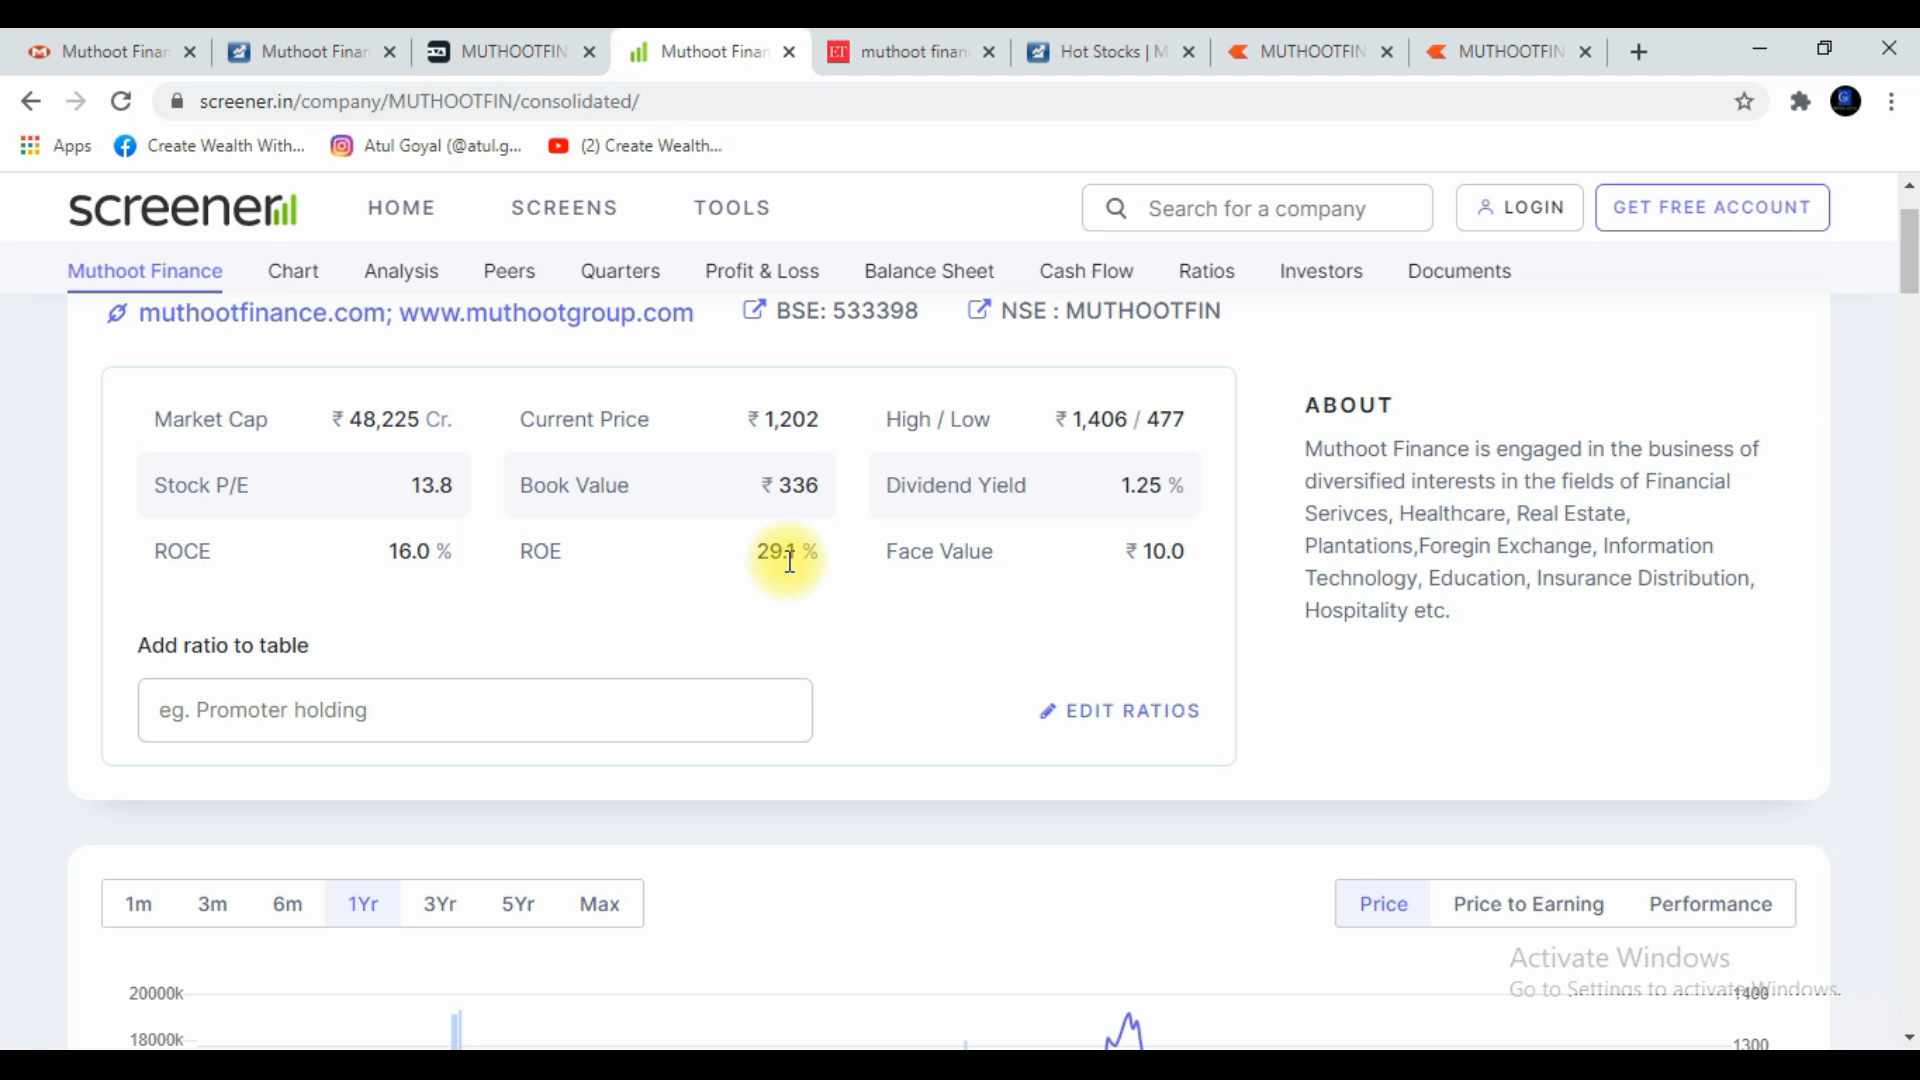 Muthoot Finan
Muthoot Finan
MUTHOOTFIN
Muthoot Finan
ET muthoot finan
Hot Stocks | M
MUTHOOTFIN
MUTHOOTFIN
screener.in/company/MUTHOOTFIN/consolidated/
Apps
Create Wealth With...
Atul Goyal (@atul.g...
(2) Create Wealth...
screener
HOME
SCREENS
TOOLS
Search for a company
LOGIN
GET FREE ACCOUNT
Muthoot Finance
Chart
Analysis
Peers
Quarters
Profit & Loss
Balance Sheet
Cash Flow
Ratios
Investors
Documents
muthootfinance.com; www.muthootgroup.com
BSE: 533398
NSE : MUTHOOTFIN
Market Cap ₹ 48,225 Cr.
Current Price ₹ 1,202
High / Low ₹ 1,406 / 477
Stock P/E 13.8
Book Value ₹ 336
Dividend Yield 1.25 %
ROCE 16.0 %
ROE 29.1 %
Face Value ₹ 10.0
Add ratio to table
eg. Promoter holding
EDIT RATIOS
ABOUT
Muthoot Finance is engaged in the business of
diversified interests in the fields of Financial
Serivces, Healthcare, Real Estate,
Plantations,Foregin Exchange, Information
Technology, Education, Insurance Distribution,
Hospitality etc.
1m
3m
6m
1Yr
3Yr
5Yr
Max
Price
Price to Earning
Performance
Activate Windows
Go to Settings to activate Windows.
20000k
1400
18000k
1300